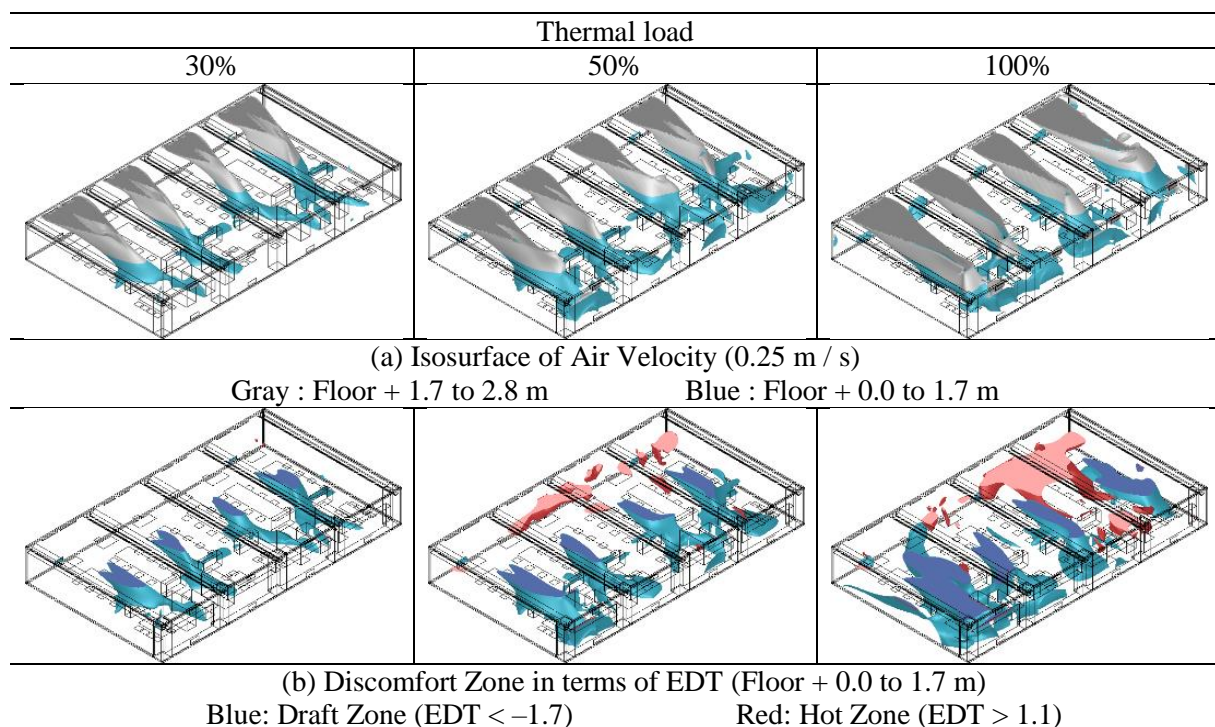 Thermal load
30% 50% 100%
(a) Isosurface of Air Velocity (0.25 m / s)
Gray : Floor + 1.7 to 2.8 m Blue : Floor + 0.0 to 1.7 m
(b) Discomfort Zone in terms of EDT (Floor + 0.0 to 1.7 m)
Blue: Draft Zone (EDT < –1.7) Red: Hot Zone (EDT > 1.1)